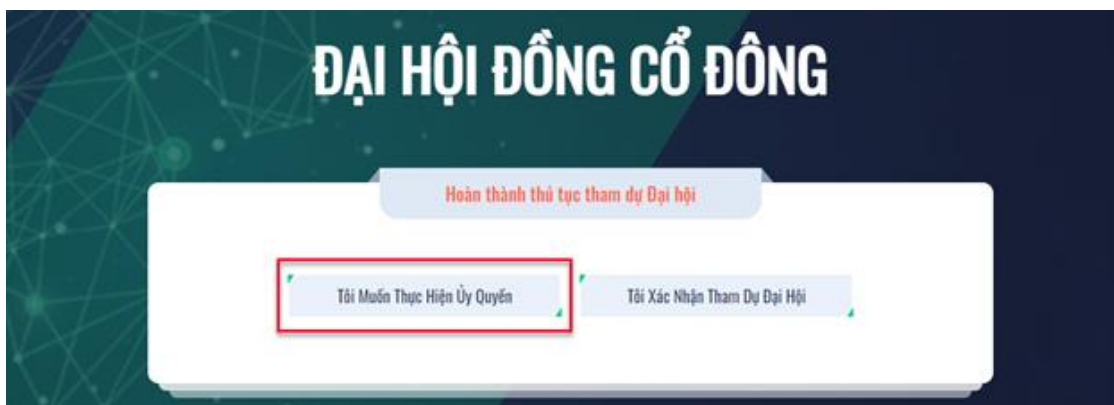 ĐẠI HỘI ĐỒNG CỔ ĐÔNG
Hoàn thành thủ tục tham dự Đại hội
Tôi Muốn Thực Hiện Ủy Quyền
Tôi Xác Nhận Tham Dự Đại Hội